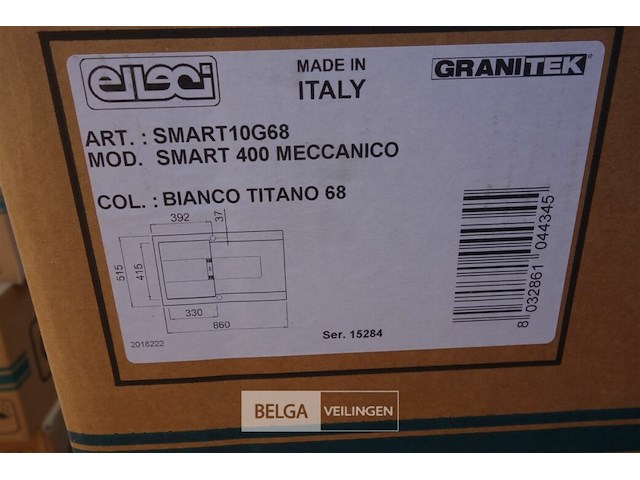 elleci
MADE IN
ITALY
GRANITEK®
ART. : SMART10G68
MOD. SMART 400 MECCANICO
COL. : BIANCO TITANO 68
392
37
515
415
330
860
2018222
Ser. 15284
8 032861 044345
BELGA VEILINGEN